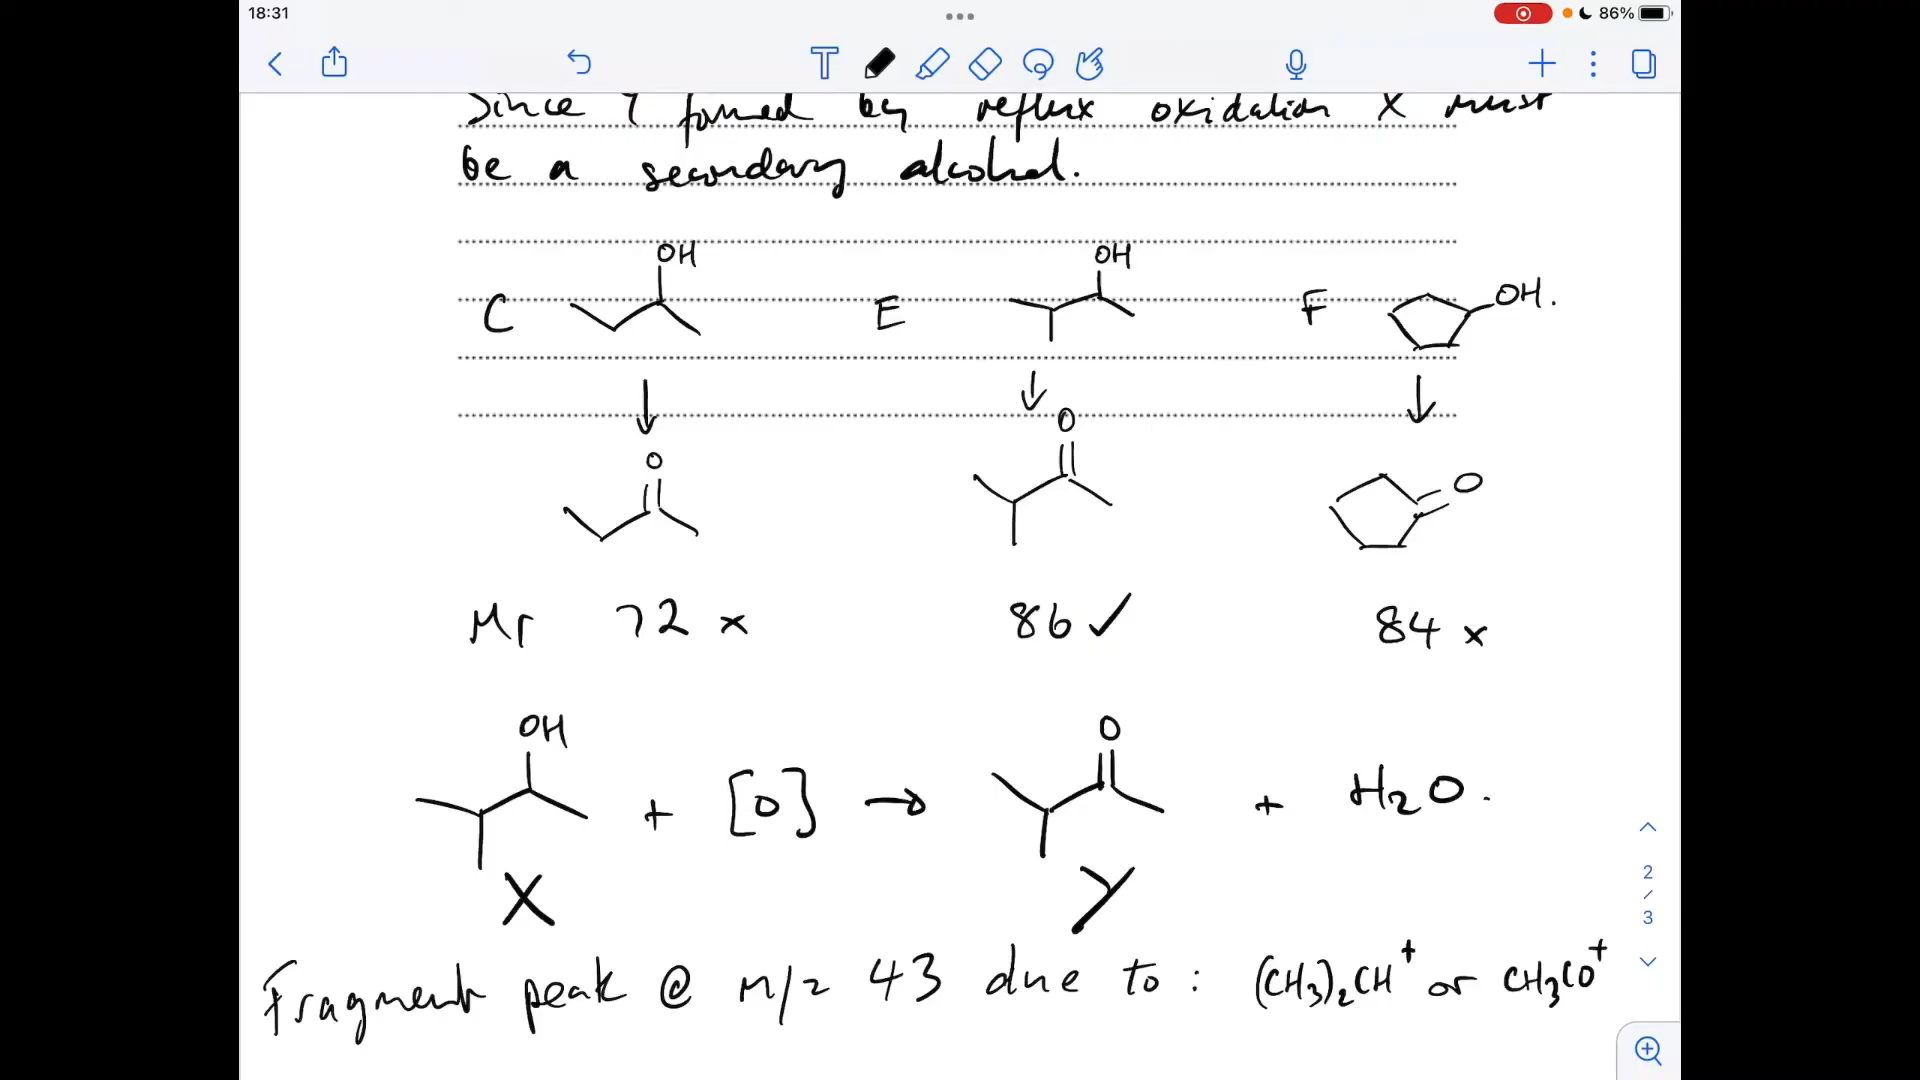 18:31
86%
T
Since Y formed by reflux oxidation X must
be a secondary alcohol.
OH OH
C E F OH.
O O O
Mr 72 x 86 ✓ 84 x
OH O
+ [O] → + H₂O.
X Y
2
/
3
Fragment peak @ m/z 43 due to: (CH₃)₂CH⁺ or CH₃CO⁺